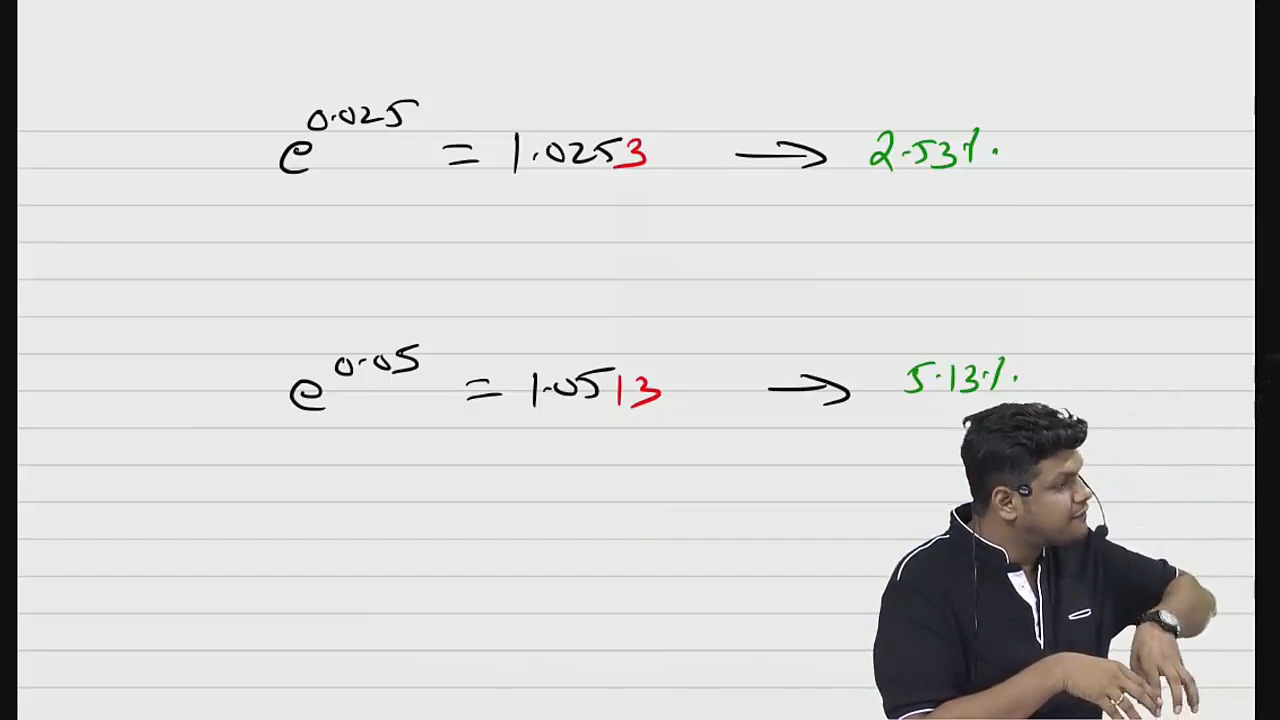 e^0.025 = 1.0253 → 2.53%.
e^0.05 = 1.0513 → 5.13%.